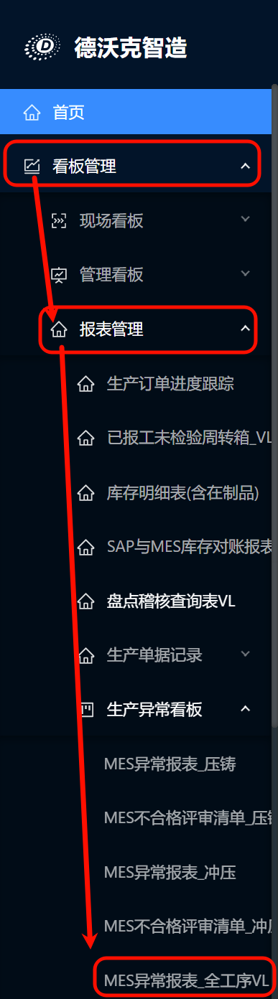 德沃克智造
首页
看板管理
现场看板
管理看板
报表管理
生产订单进度跟踪
已报工未检验周转箱_VL
库存明细表(含在制品)
SAP与MES库存对账报表
盘点稽核查询表VL
生产单据记录
生产异常看板
MES异常报表_压铸
MES不合格评审清单_压铸
MES异常报表_冲压
MES不合格评审清单_冲压
MES异常报表_全工序VL